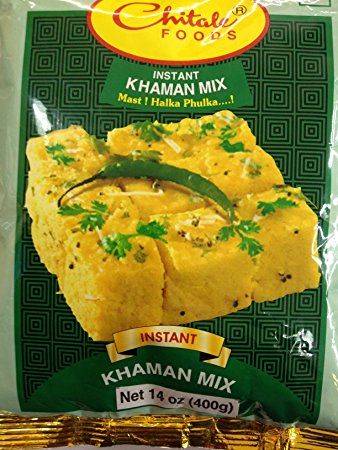 Chitale®
FOODS
INSTANT
KHAMAN MIX
Mast ! Halka Phulka....!
INSTANT
KHAMAN MIX
Net 14 oz (400g)